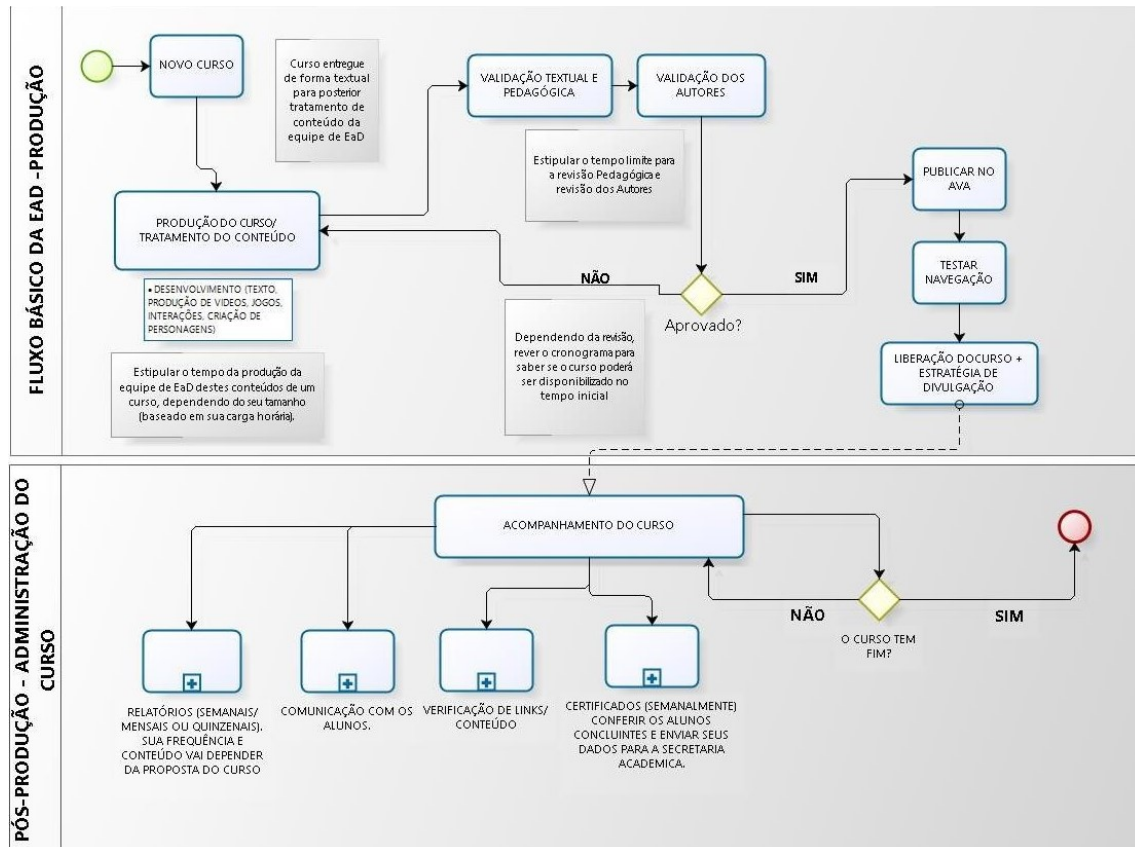 FLUXO BÁSICO DA EAD -PRODUÇÃO
NOVO CURSO
Curso entregue
de forma textual
para posterior
tratamento de
conteúdo da
equipe de EaD
VALIDAÇÃO TEXTUAL E
PEDAGÓGICA
VALIDAÇÃO DOS
AUTORES
Estipular o tempo limite para
a revisão Pedagógica e
revisão dos Autores
PUBLICAR NO
AVA
PRODUÇÃO DO CURSO/
TRATAMENTO DO CONTEÚDO
NÃO
SIM
Aprovado?
TESTAR
NAVEGAÇÃO
• DESENVOLVIMENTO (TEXTO,
PRODUÇÃO DE VIDEOS, JOGOS,
INTERAÇÕES, CRIAÇÃO DE
PERSONAGENS)
Dependendo da revisão,
rever o cronograma para
saber se o curso poderá
ser disponibilizado no
tempo inicial
LIBERAÇÃO DOCURSO +
ESTRATÉGIA DE
DIVULGAÇÃO
Estipular o tempo da produção da
equipe de EaD destes conteúdos de um
curso, dependendo do seu tamanho
(baseado em sua carga horária).
PÓS-PRODUÇÃO - ADMINISTRAÇÃO DO
CURSO
ACOMPANHAMENTO DO CURSO
NÃO
SIM
O CURSO TEM
FIM?
RELATÓRIOS (SEMANAIS/
MENSAIS OU QUINZENAIS).
SUA FREQUÊNCIA E
CONTEÚDO VAI DEPENDER
DA PROPOSTA DO CURSO
COMUNICAÇÃO COM OS
ALUNOS.
VERIFICAÇÃO DE LINKS/
CONTEÚDO
CERTIFICADOS (SEMANALMENTE)
CONFERIR OS ALUNOS
CONCLUINTES E ENVIAR SEUS
DADOS PARA A SECRETARIA
ACADEMICA.